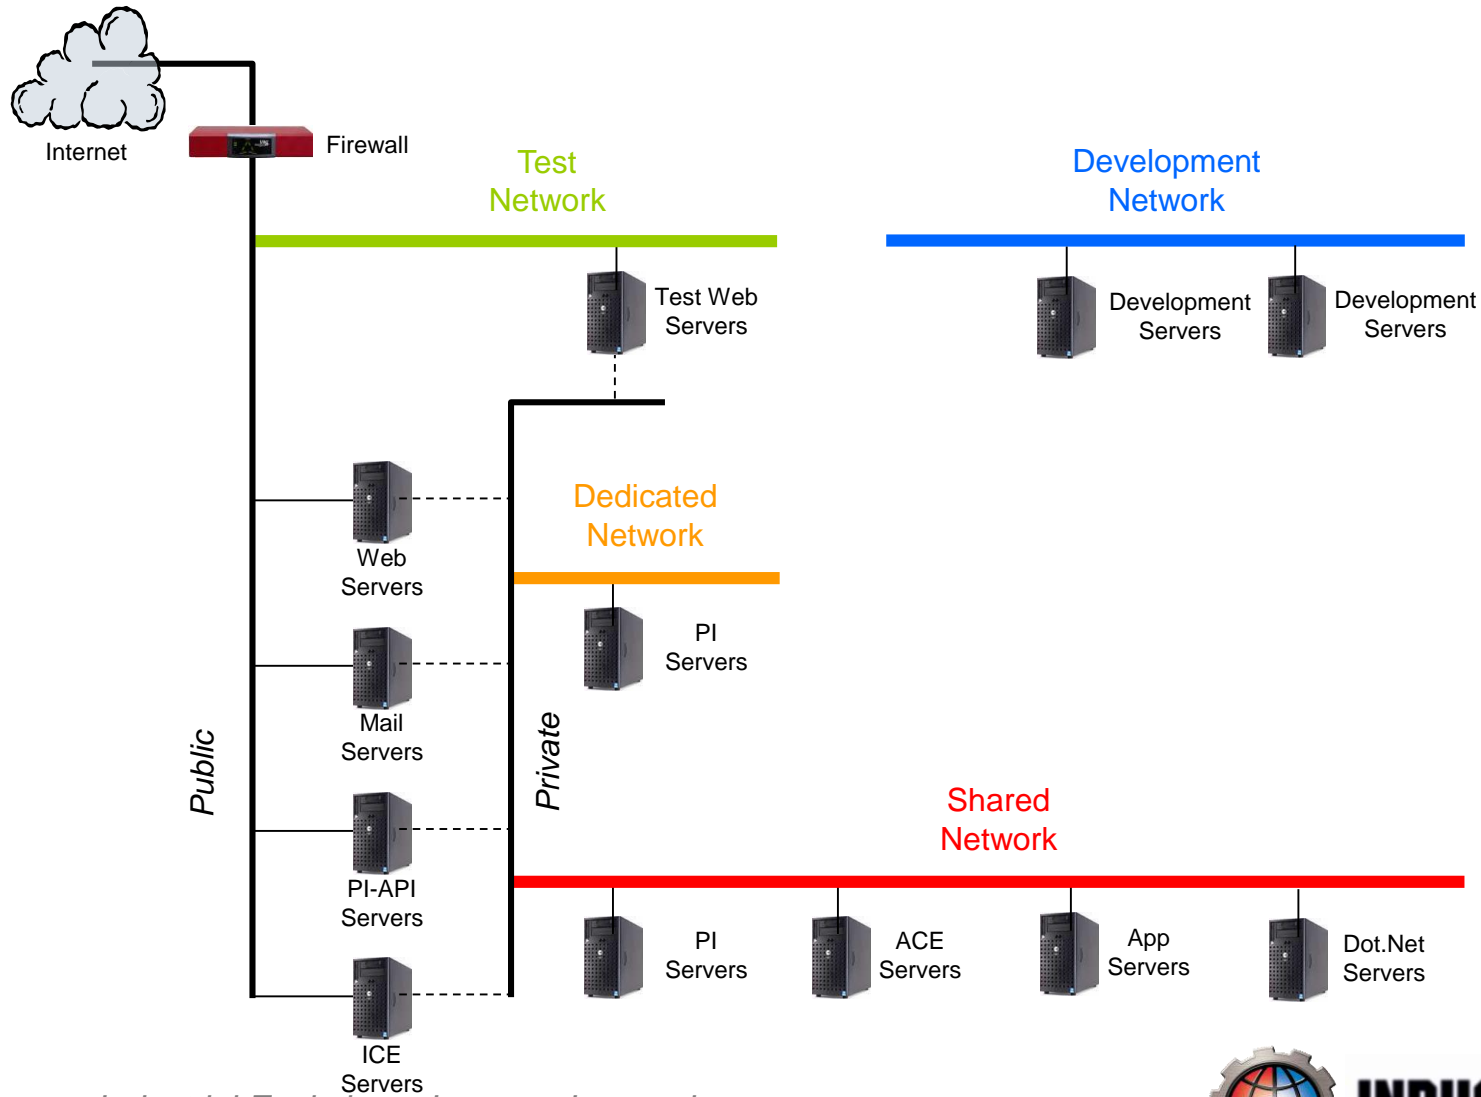 Internet
Firewall
Test
Network
Development
Network
Test Web
Servers
Development
Servers
Development
Servers
Web
Servers
Dedicated
Network
PI
Servers
Mail
Servers
Public
Private
Shared
Network
PI-API
Servers
PI
Servers
ACE
Servers
App
Servers
Dot.Net
Servers
ICE
Servers